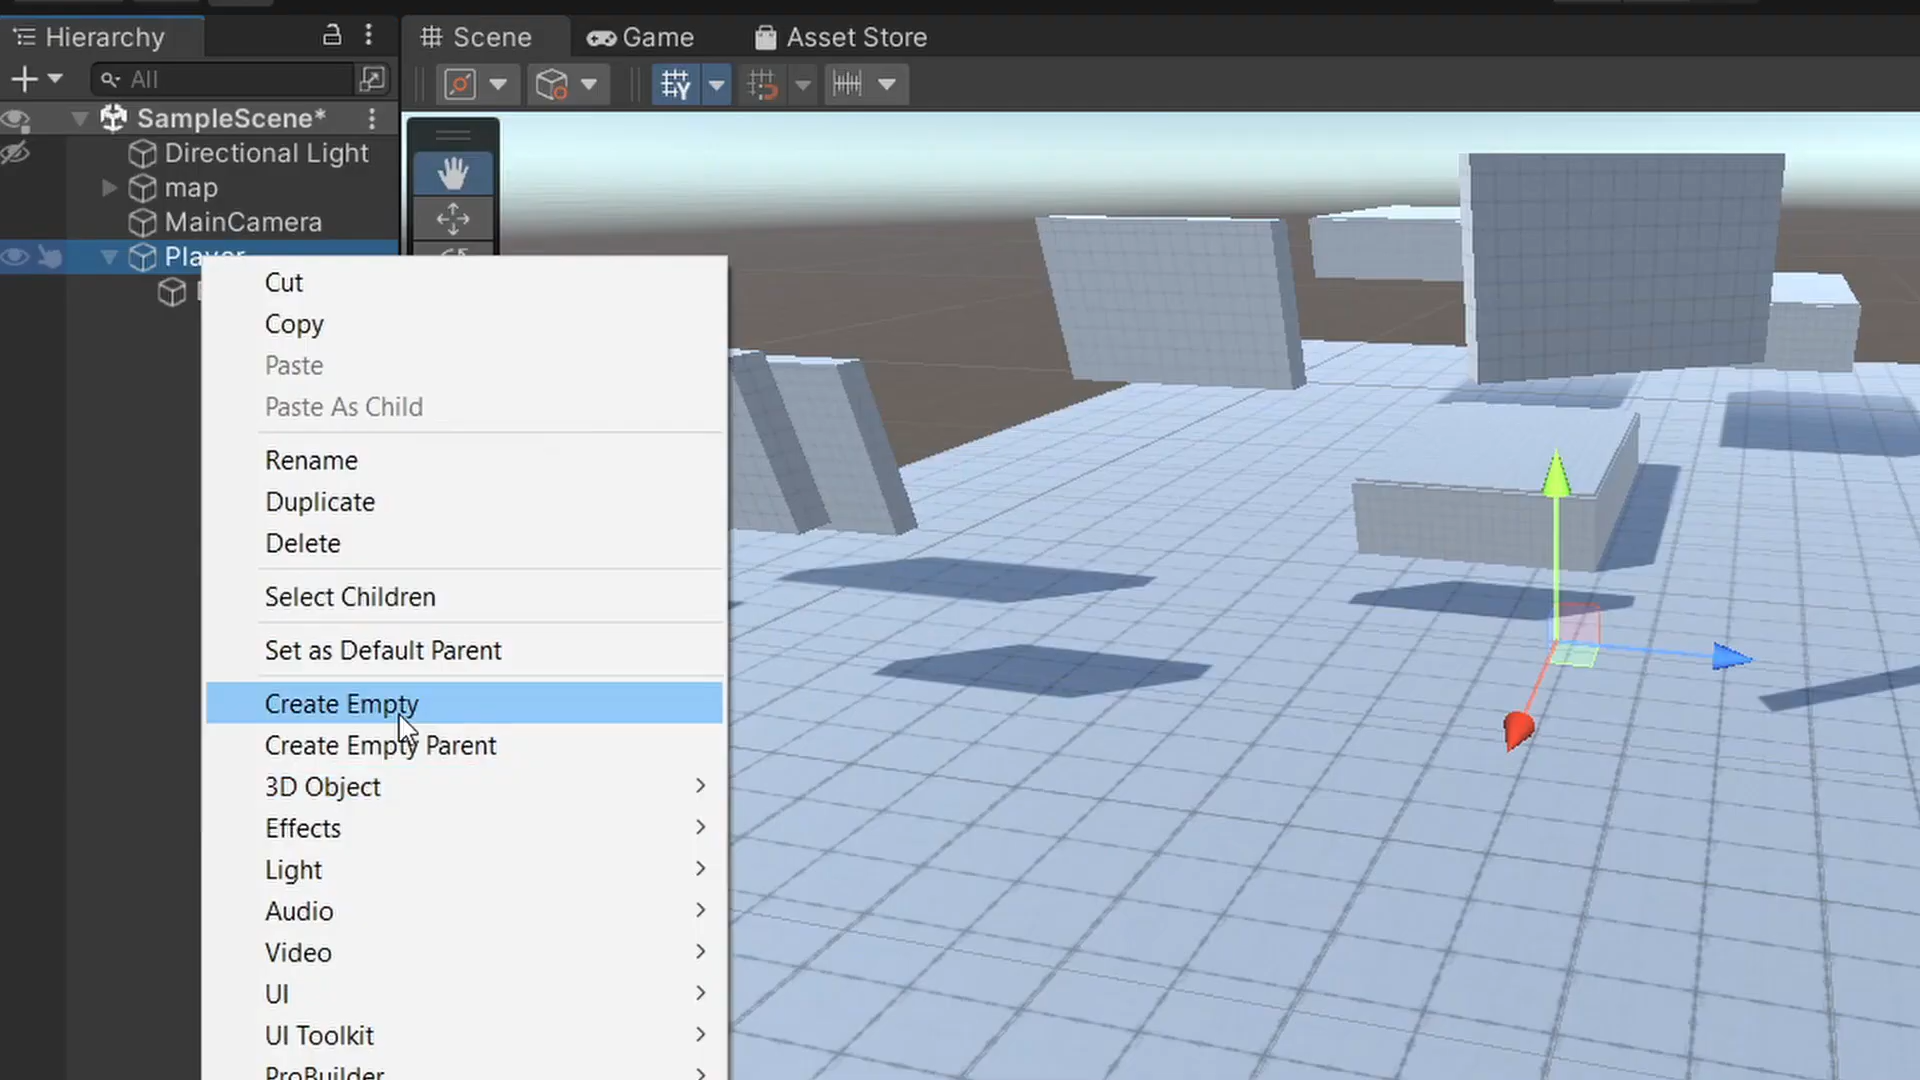 Hierarchy
Scene
Game
Asset Store
All
SampleScene*
Directional Light
map
MainCamera
Player
Cut
Copy
Paste
Paste As Child
Rename
Duplicate
Delete
Select Children
Set as Default Parent
Create Empty
Create Empty Parent
3D Object
Effects
Light
Audio
Video
UI
UI Toolkit
ProBuilder